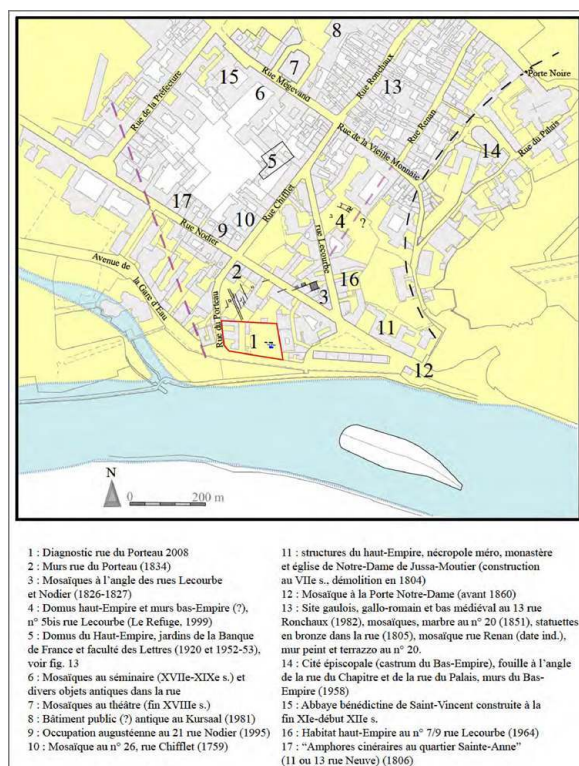 8
7
15
6
13
Rue Mégevand
Rue Ronchaux
Porte Noire
Rue de la Préfecture
Rue Renan
Rue de la Vieille Monnaie
Rue du Palais
14
5
17
10
9
Rue Chifflet
4
?
Rue Nodier
rue Lecourbe
2
16
3
Avenue de
la Gare d'Eau
Rue du Porteau
1
11
12
N
0 200 m
1 : Diagnostic rue du Porteau 2008
2 : Murs rue du Porteau (1834)
3 : Mosaïques à l'angle des rues Lecourbe
et Nodier (1826-1827)
4 : Domus haut-Empire et murs bas-Empire (?),
n° 5bis rue Lecourbe (Le Refuge, 1999)
5 : Domus du Haut-Empire, jardins de la Banque
de France et faculté des Lettres (1920 et 1952-53),
voir fig. 13
6 : Mosaïques au séminaire (XVIIe-XIXe s.) et
divers objets antiques dans la rue
7 : Mosaïques au théâtre (fin XVIIIe s.)
8 : Bâtiment public (?) antique au Kursaal (1981)
9 : Occupation augustéenne au 21 rue Nodier (1995)
10 : Mosaïque au n° 26, rue Chifflet (1759)
11 : structures du haut-Empire, nécropole méro, monastère
et église de Notre-Dame de Jussa-Moutier (construction
au VIIe s., démolition en 1804)
12 : Mosaïque à la Porte Notre-Dame (avant 1860)
13 : Site gaulois, gallo-romain et bas médiéval au 13 rue
Ronchaux (1982), mosaïques, marbre au n° 20 (1851), statuettes
en bronze dans la rue (1805), mosaïque rue Renan (date ind.),
mur peint et terrazzo au n° 20.
14 : Cité épiscopale (castrum du Bas-Empire), fouille à l'angle
de la rue du Chapitre et de la rue du Palais, murs du Bas-
Empire (1958)
15 : Abbaye bénédictine de Saint-Vincent construite à la
fin XIe-début XIIe s.
16 : Habitat haut-Empire au n° 7/9 rue Lecourbe (1964)
17 : “Amphores cinéraires au quartier Sainte-Anne”
(11 ou 13 rue Neuve) (1806)